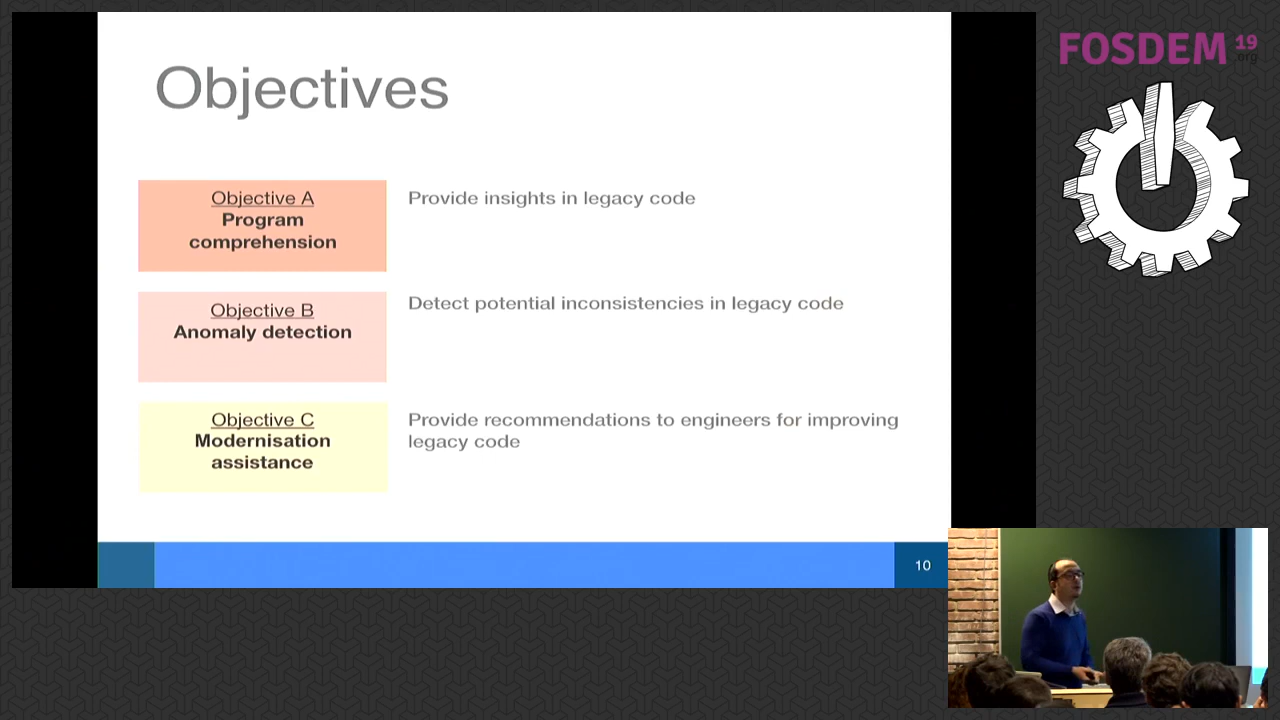 Objectives
Objective A
Program
comprehension
Provide insights in legacy code
Objective B
Anomaly detection
Detect potential inconsistencies in legacy code
Objective C
Modernisation
assistance
Provide recommendations to engineers for improving
legacy code
10
FOSDEM 19
.org